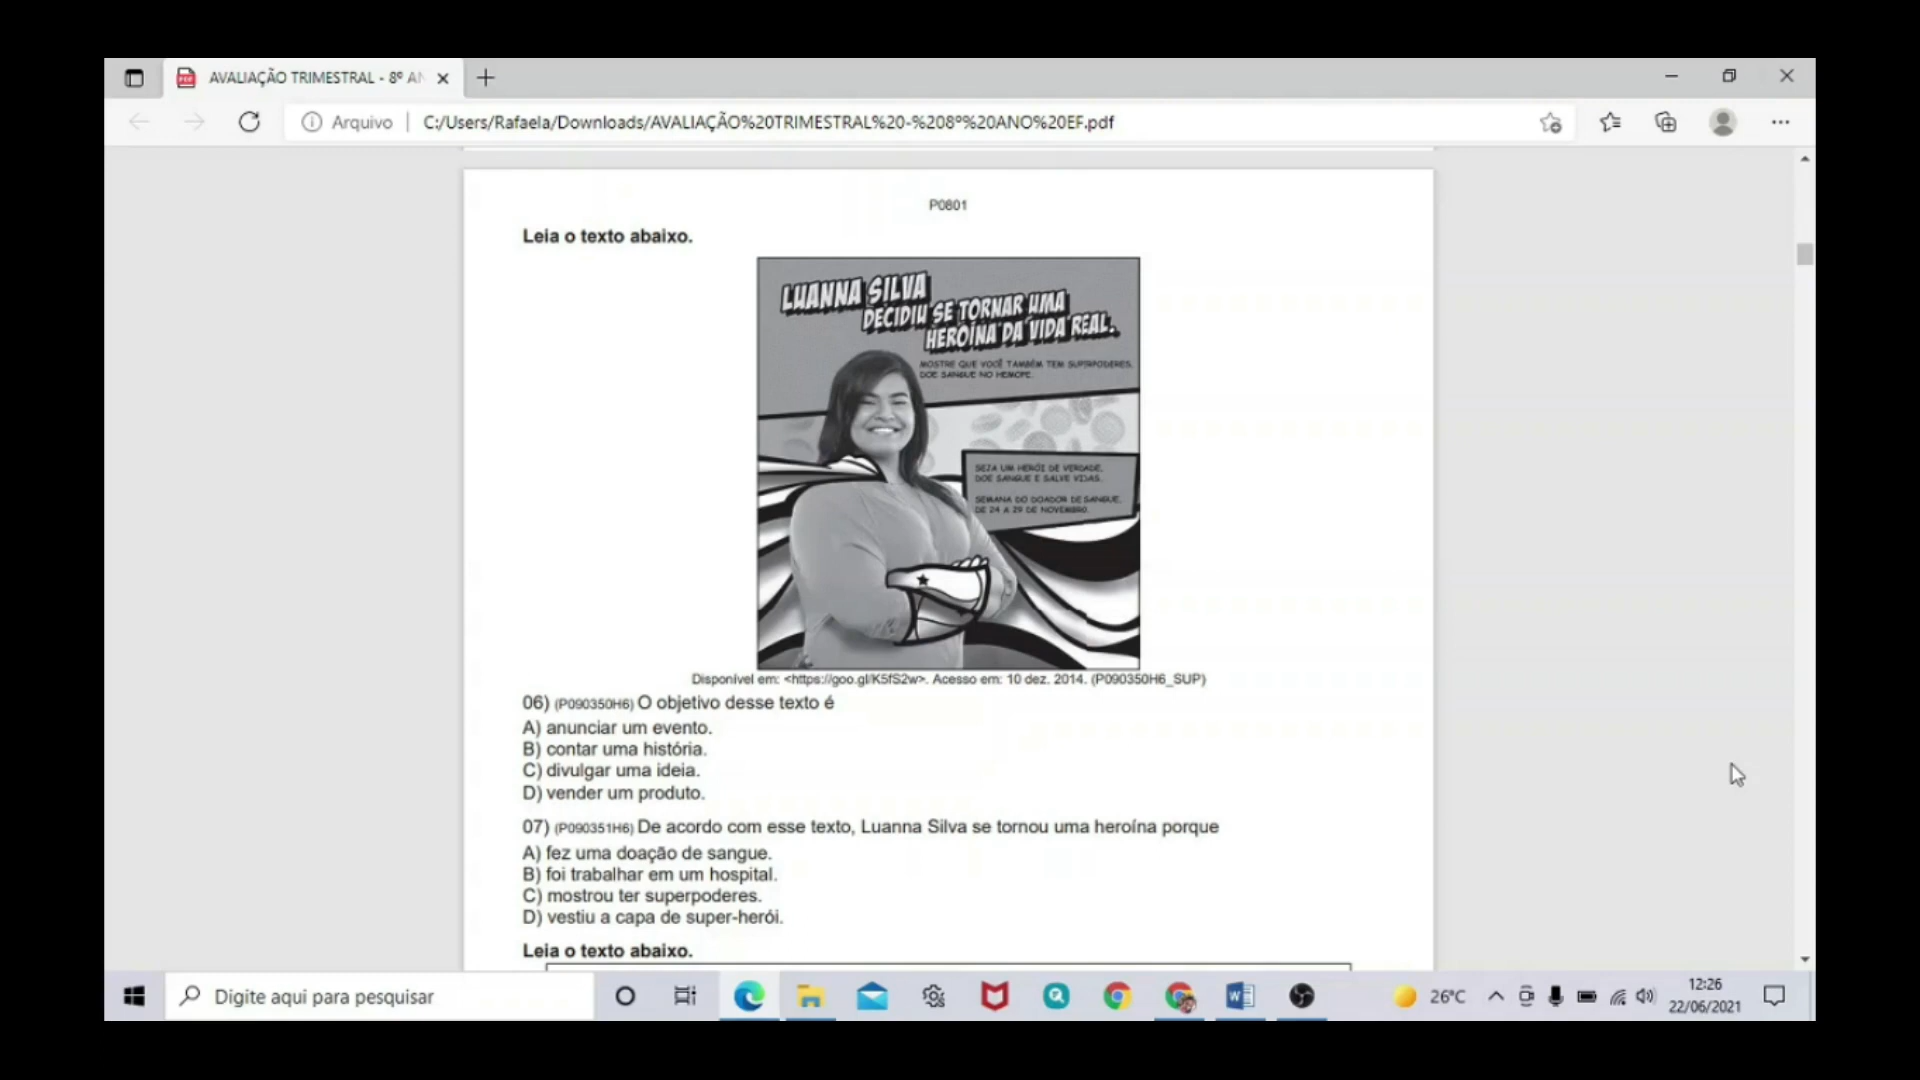 AVALIAÇÃO TRIMESTRAL - 8º AN
Arquivo
C:/Users/Rafaela/Downloads/AVALIAÇÃO%20TRIMESTRAL%20-%208º%20ANO%20EF.pdf
P0801
Leia o texto abaixo.
LUANNA SILVA
DECIDIU SE TORNAR UMA
HEROÍNA DA VIDA REAL.
MOSTRE QUE VOCÊ TAMBÉM TEM SUPERPODERES.
DOE SANGUE NO HEMOPE.
SEJA UM HERÓI DE VERDADE.
DOE SANGUE E SALVE VIDAS.
SEMANA DO DOADOR DE SANGUE.
DE 24 A 29 DE NOVEMBRO.
Disponível em: <https://goo.gl/K5fS2w>. Acesso em: 10 dez. 2014. (P090350H6_SUP)
06) (P090350H6) O objetivo desse texto é
A) anunciar um evento.
B) contar uma história.
C) divulgar uma ideia.
D) vender um produto.
07) (P090351H6) De acordo com esse texto, Luanna Silva se tornou uma heroína porque
A) fez uma doação de sangue.
B) foi trabalhar em um hospital.
C) mostrou ter superpoderes.
D) vestiu a capa de super-herói.
Leia o texto abaixo.
Digite aqui para pesquisar
26°C
12:26
22/06/2021